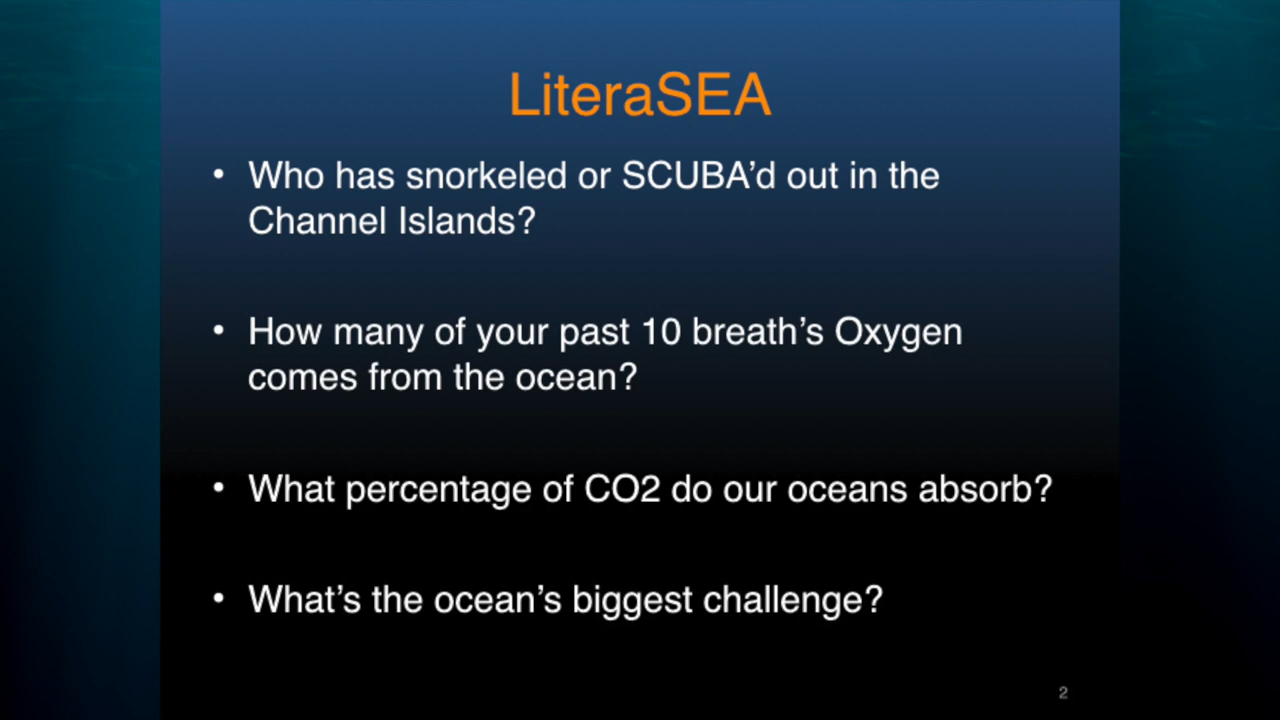 LiteraSEA
• Who has snorkeled or SCUBA’d out in the
Channel Islands?
• How many of your past 10 breath’s Oxygen
comes from the ocean?
• What percentage of CO2 do our oceans absorb?
• What’s the ocean’s biggest challenge?
2